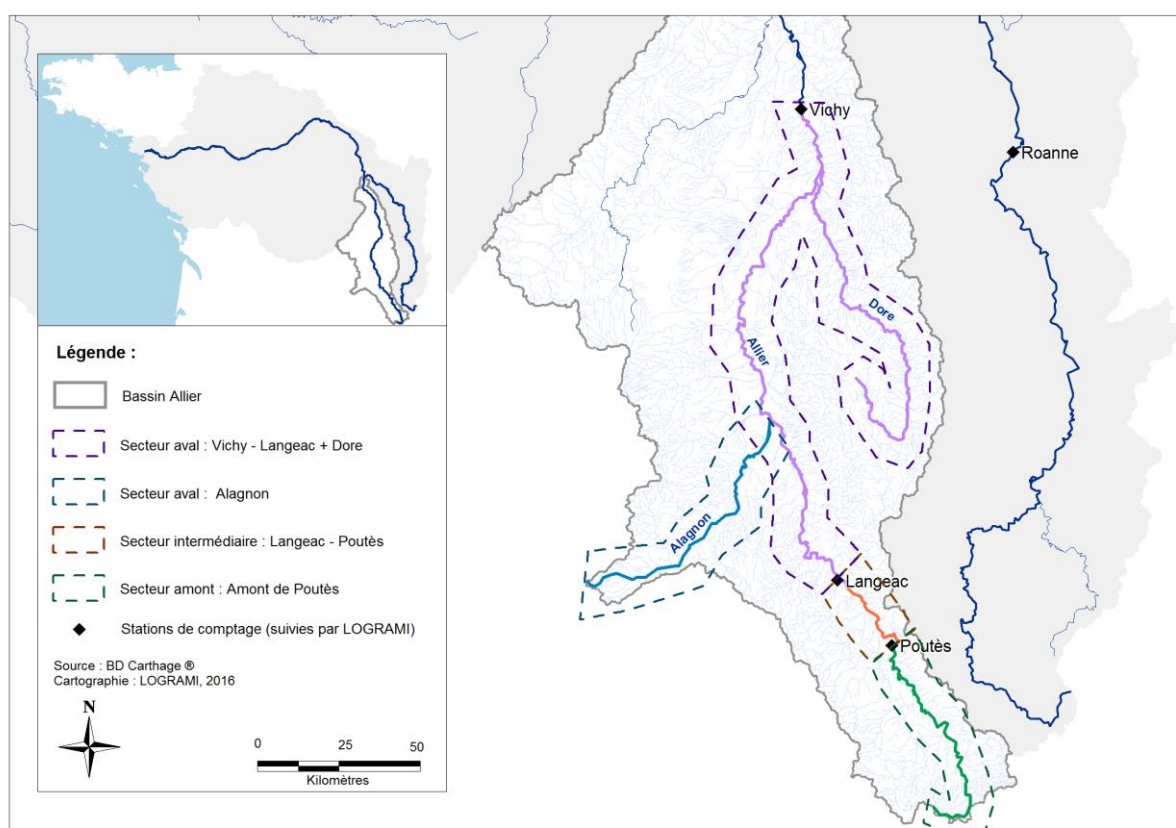 Légende :
Bassin Allier
Secteur aval : Vichy - Langeac + Dore
Secteur aval : Alagnon
Secteur intermédiaire : Langeac - Poutès
Secteur amont : Amont de Poutès
Stations de comptage (suivies par LOGRAMI)
Source : BD Carthage ®
Cartographie : LOGRAMI, 2016
N
0 25 50
Kilomètres
Vichy
Roanne
Dore
Allier
Alagnon
Langeac
Poutès